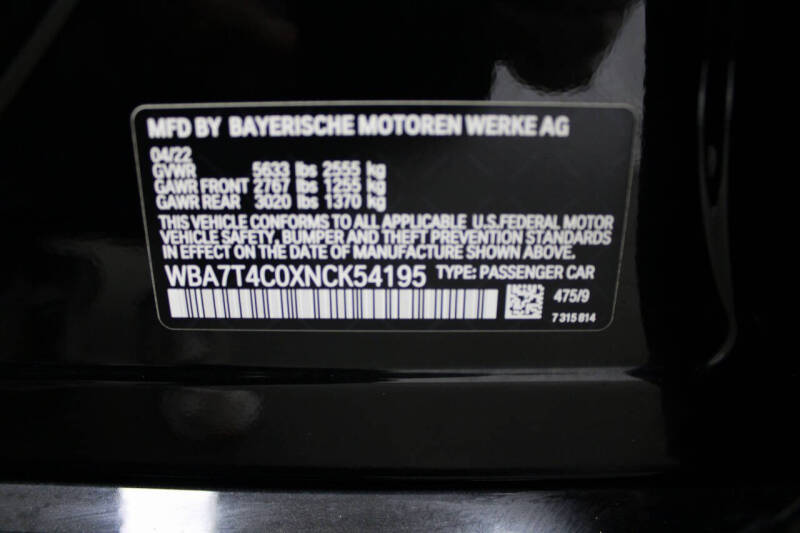 MFD BY BAYERISCHE MOTOREN WERKE AG
04/22
GVWR 5633 lbs 2555 kg
GAWR FRONT 2767 lbs 1255 kg
GAWR REAR 3020 lbs 1370 kg
THIS VEHICLE CONFORMS TO ALL APPLICABLE U.S.FEDERAL MOTOR
VEHICLE SAFETY, BUMPER AND THEFT PREVENTION STANDARDS
IN EFFECT ON THE DATE OF MANUFACTURE SHOWN ABOVE.
WBA7T4C0XNCK54195 TYPE: PASSENGER CAR
475/9
7 315 814